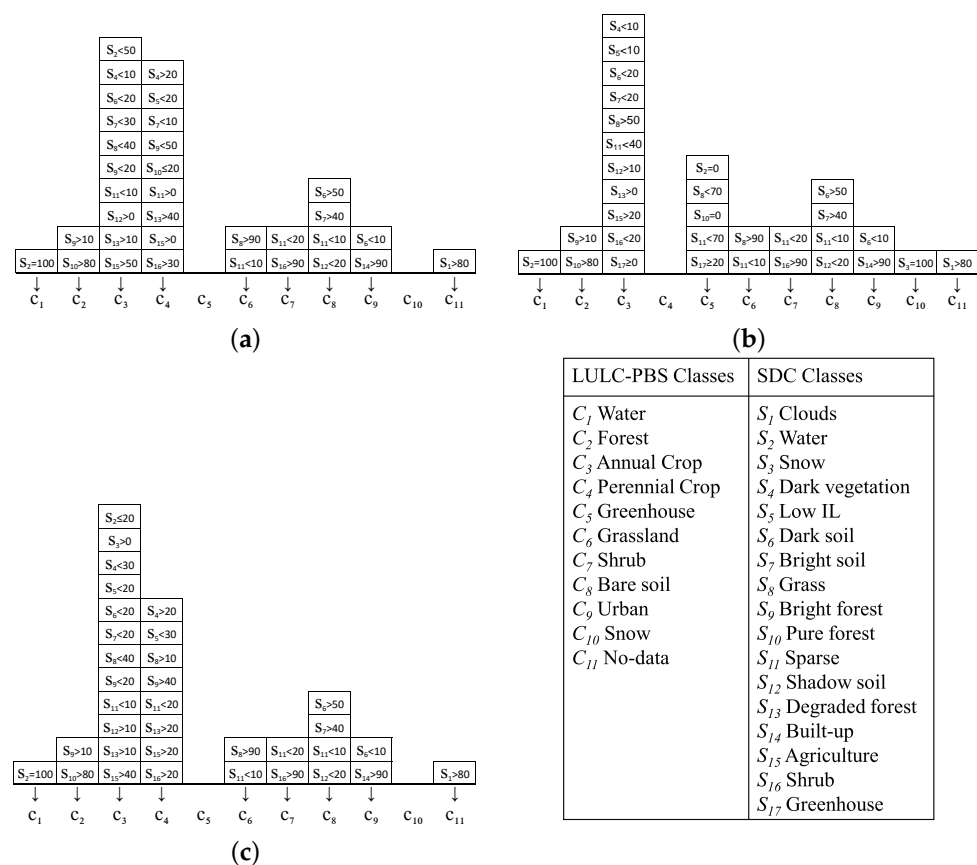 S₂<50
S₄<10 S₄>20
S₆<20 S₅<20
S₇<30 S₇<10
S₈<40 S₉<50
S₉<20 S₁₀≤20
S₁₁<10 S₁₁>0 S₆>50
S₁₂>0 S₁₃>40 S₇>40
S₉>10 S₁₃>10 S₁₅>0 S₈>90 S₁₁<20 S₁₁<10 S₆<10
S₂=100 S₁₀>80 S₁₅>50 S₁₆>30 S₁₁<10 S₁₆>90 S₁₂<20 S₁₄>90 S₁>80
↓ ↓ ↓ ↓ ↓ ↓ ↓ ↓ ↓
C₁ C₂ C₃ C₄ C₅ C₆ C₇ C₈ C₉ C₁₀ C₁₁
(a)
S₄<10
S₅<10
S₆<20
S₇<20
S₈>50
S₁₁<40
S₁₂>10 S₂=0
S₁₃>0 S₈<70 S₆>50
S₁₅>20 S₁₀=0 S₇>40
S₉>10 S₁₆<20 S₁₁<70 S₈>90 S₁₁<20 S₁₁<10 S₆<10
S₂=100 S₁₀>80 S₁₇≥0 S₁₇≥20 S₁₁<10 S₁₆>90 S₁₂<20 S₁₄>90 S₃=100 S₁>80
↓ ↓ ↓ ↓ ↓ ↓ ↓ ↓ ↓ ↓
C₁ C₂ C₃ C₄ C₅ C₆ C₇ C₈ C₉ C₁₀ C₁₁
(b)
S₂≤20
S₃>0
S₄<30
S₅<20
S₆<20 S₄>20
S₇<20 S₅<30
S₈<40 S₈>10
S₉<20 S₉>40
S₁₁<10 S₁₁<20 S₆>50
S₁₂>10 S₁₃>20 S₇>40
S₉>10 S₁₃>10 S₁₅>20 S₈>90 S₁₁<20 S₁₁<10 S₆<10
S₂=100 S₁₀>80 S₁₅>40 S₁₆>20 S₁₁<10 S₁₆>90 S₁₂<20 S₁₄>90 S₁>80
↓ ↓ ↓ ↓ ↓ ↓ ↓ ↓ ↓
C₁ C₂ C₃ C₄ C₅ C₆ C₇ C₈ C₉ C₁₀ C₁₁
(c)
LULC-PBS Classes SDC Classes
C₁ Water S₁ Clouds
C₂ Forest S₂ Water
C₃ Annual Crop S₃ Snow
C₄ Perennial Crop S₄ Dark vegetation
C₅ Greenhouse S₅ Low IL
C₆ Grassland S₆ Dark soil
C₇ Shrub S₇ Bright soil
C₈ Bare soil S₈ Grass
C₉ Urban S₉ Bright forest
C₁₀ Snow S₁₀ Pure forest
C₁₁ No-data S₁₁ Sparse
S₁₂ Shadow soil
S₁₃ Degraded forest
S₁₄ Built-up
S₁₅ Agriculture
S₁₆ Shrub
S₁₇ Greenhouse